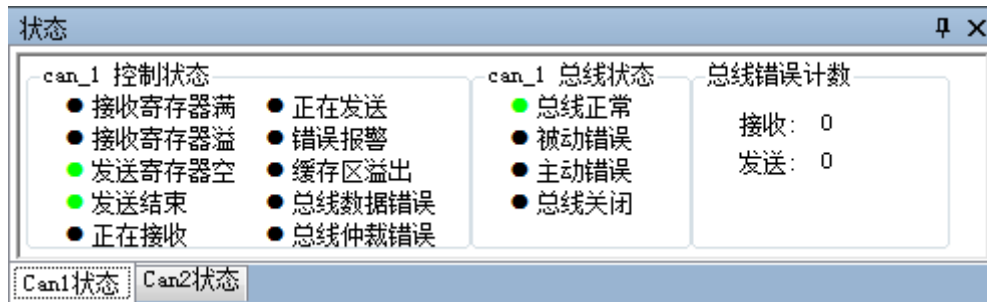 状态
can_1 控制状态
接收寄存器满
接收寄存器溢
发送寄存器空
发送结束
正在接收
正在发送
错误报警
缓存区溢出
总线数据错误
总线仲裁错误
can_1 总线状态
总线正常
被动错误
主动错误
总线关闭
总线错误计数
接收: 0
发送: 0
Can1状态 Can2状态